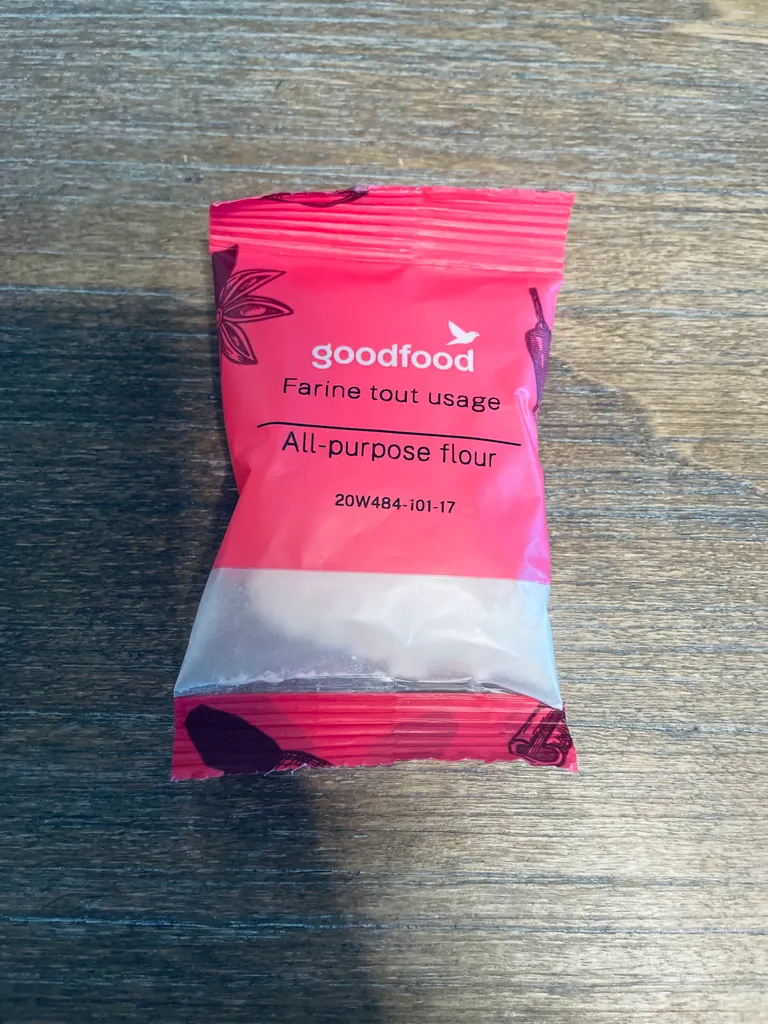 goodfood
Farine tout usage
All-purpose flour
20W484-101-17